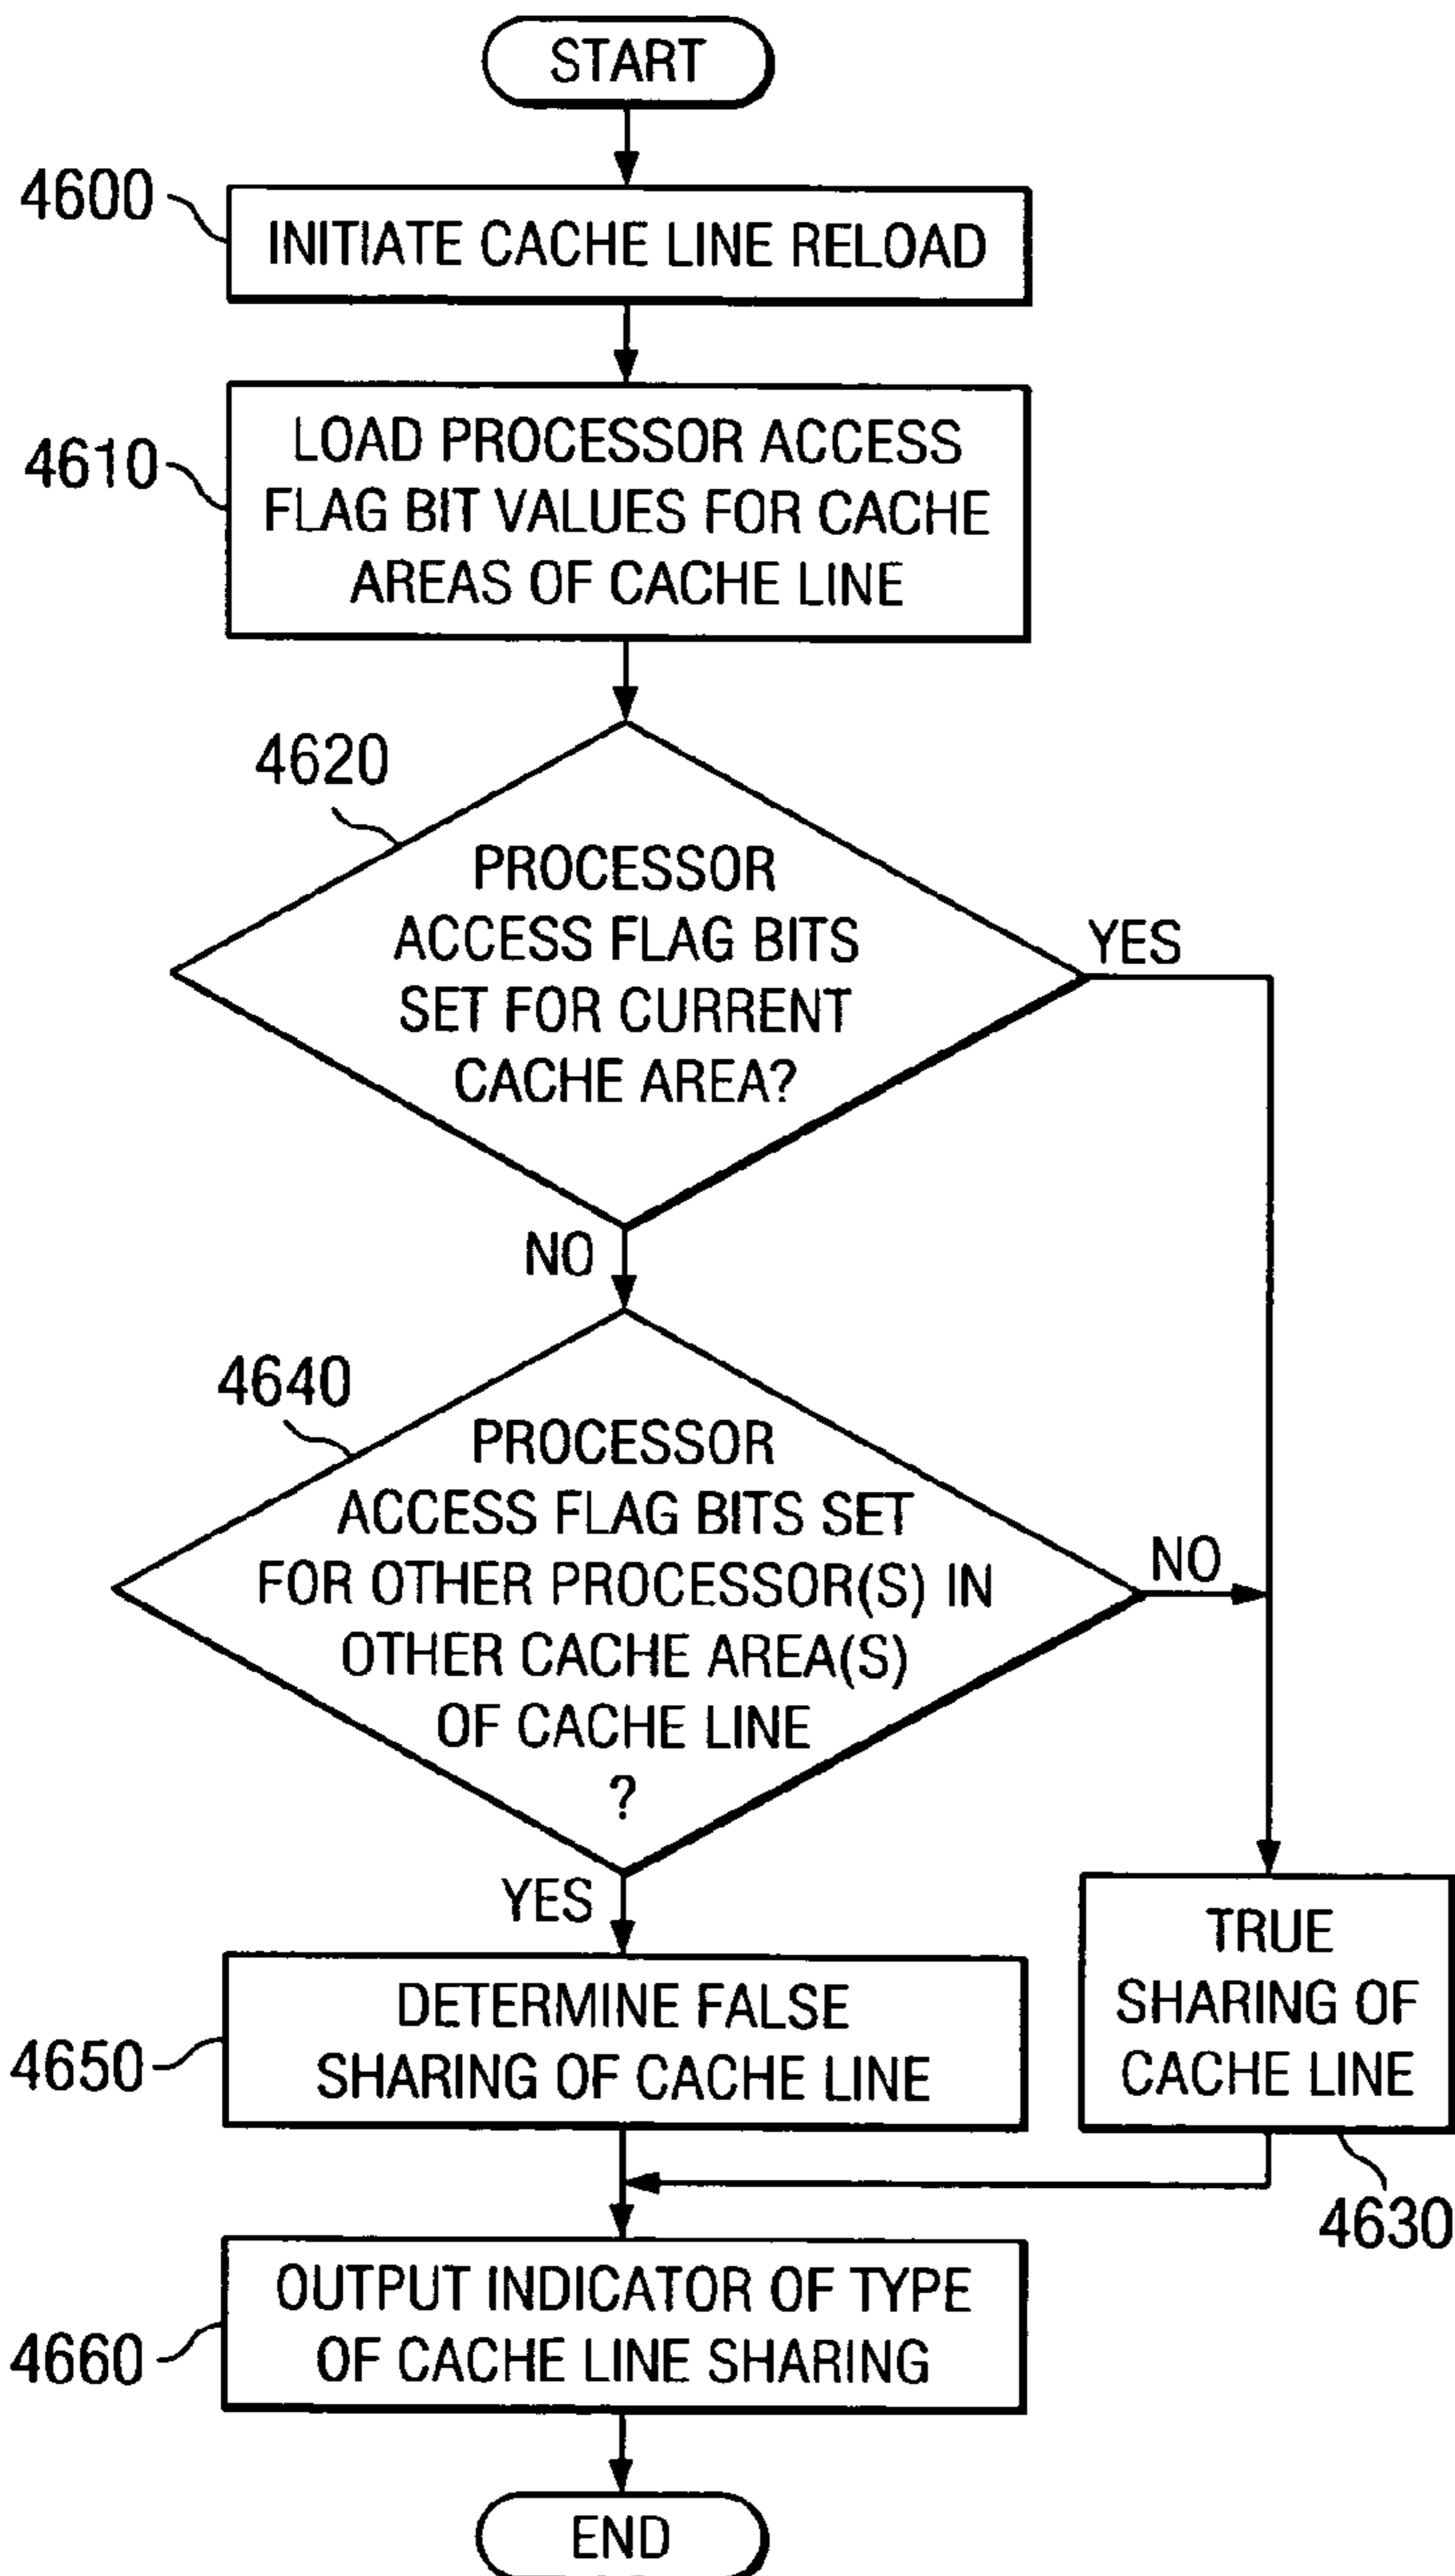 START
4600
INITIATE CACHE LINE RELOAD
4610
LOAD PROCESSOR ACCESS
FLAG BIT VALUES FOR CACHE
AREAS OF CACHE LINE
4620
PROCESSOR
ACCESS FLAG BITS
SET FOR CURRENT
CACHE AREA?
YES
NO
4640
PROCESSOR
ACCESS FLAG BITS SET
FOR OTHER PROCESSOR(S) IN
OTHER CACHE AREA(S)
OF CACHE LINE
?
NO
YES
TRUE
SHARING OF
CACHE LINE
4630
4650
DETERMINE FALSE
SHARING OF CACHE LINE
4660
OUTPUT INDICATOR OF TYPE
OF CACHE LINE SHARING
END